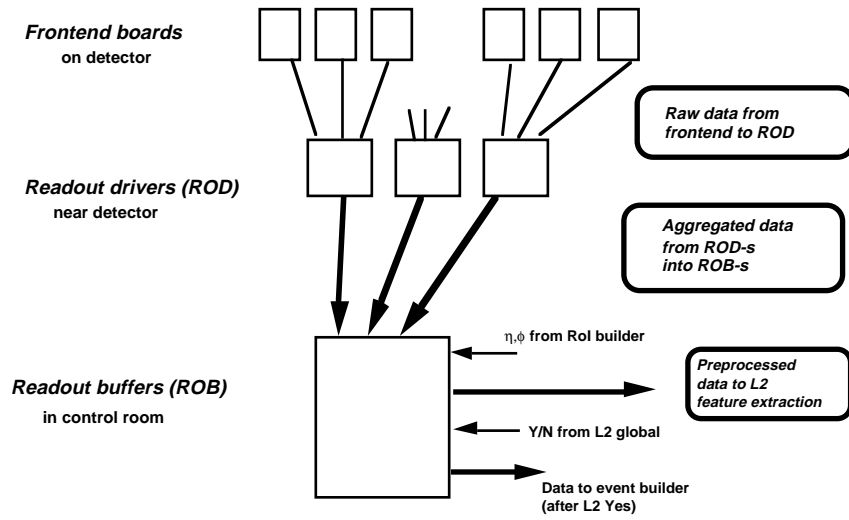 Frontend boards
on detector
Raw data from
frontend to ROD
Readout drivers (ROD)
near detector
Aggregated data
from ROD-s
into ROB-s
η,φ from RoI builder
Readout buffers (ROB)
in control room
Preprocessed
data to L2
feature extraction
Y/N from L2 global
Data to event builder
(after L2 Yes)